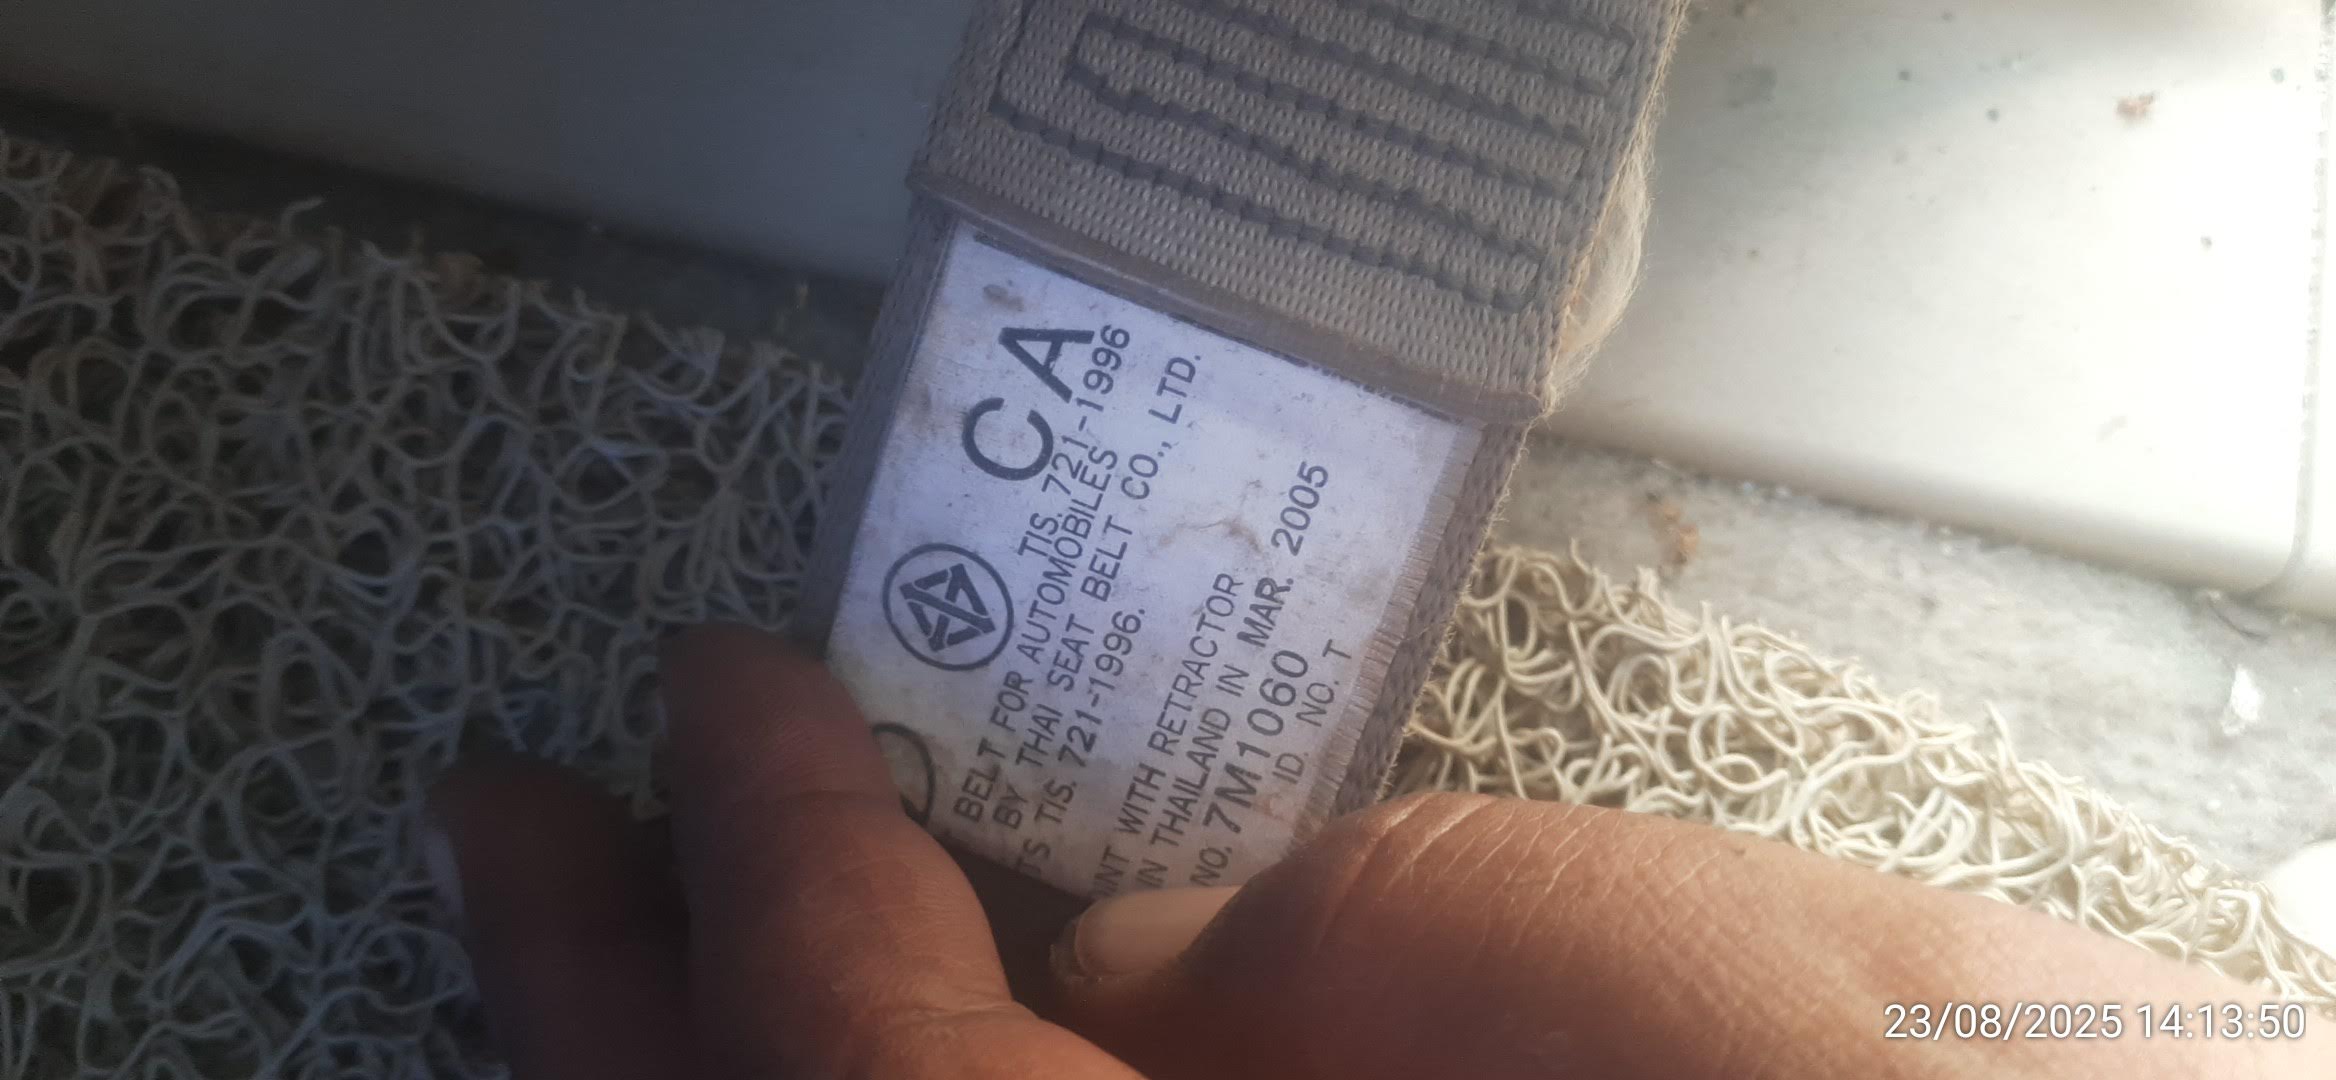 CA
TIS. 721-1996
BELT FOR AUTOMOBILES
BY THAI SEAT BELT CO., LTD.
TIS. 721-1996.
WITH RETRACTOR
IN THAILAND IN MAR. 2005
NO. 7M1060
ID. NO. T
23/08/2025 14:13:50